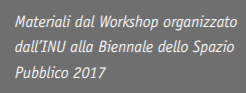 Materiali dal Workshop organizzato
dall'INU alla Biennale dello Spazio
Pubblico 2017